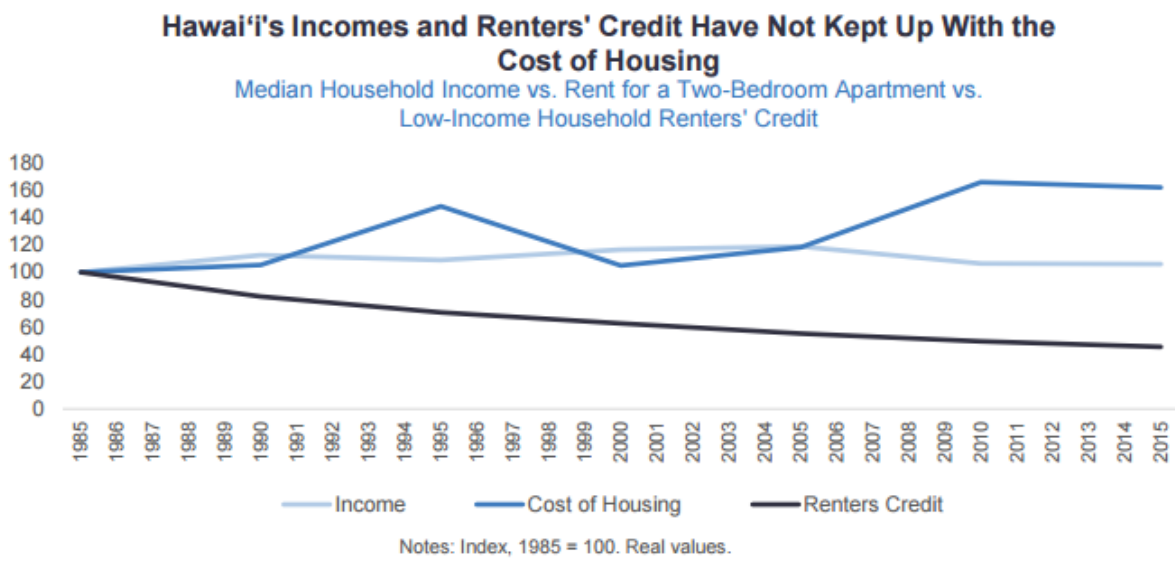 Hawaiʻi's Incomes and Renters' Credit Have Not Kept Up With the
Cost of Housing
Median Household Income vs. Rent for a Two-Bedroom Apartment vs.
Low-Income Household Renters' Credit
180
160
140
120
100
80
60
40
20
0
1985 1986 1987 1988 1989 1990 1991 1992 1993 1994 1995 1996 1997 1998 1999 2000 2001 2002 2003 2004 2005 2006 2007 2008 2009 2010 2011 2012 2013 2014 2015
Income Cost of Housing Renters Credit
Notes: Index, 1985 = 100. Real values.